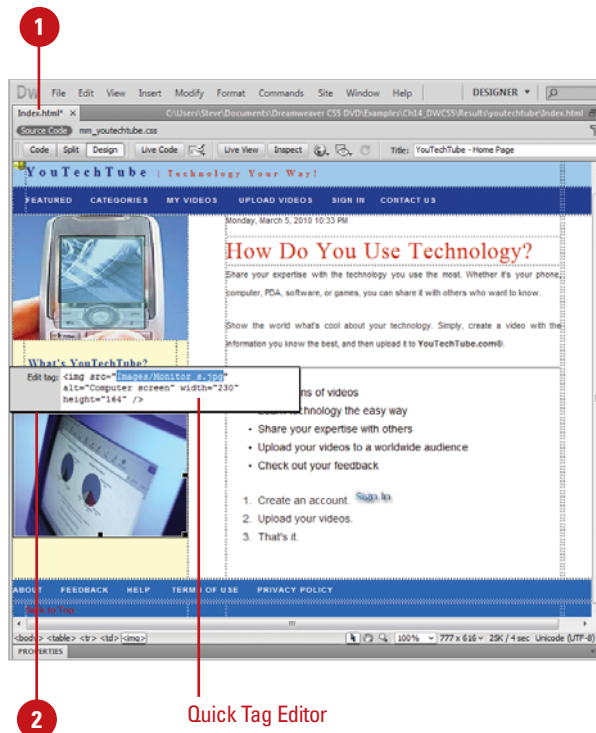 1
DW File Edit View Insert Modify Format Commands Site Window Help DESIGNER
Index.html* × C:\Users\Steve\Documents\Dreamweaver CS5 DVD\Examples\Ch14_DWCS5\Results\youtechtube\Index.html
Source Code mm_youtechtube.css
Code Split Design Live Code Live View Inspect Title: YouTechTube - Home Page
YouTechTube | Technology Your Way!
FEATURED CATEGORIES MY VIDEOS UPLOAD VIDEOS SIGN IN CONTACT US
Monday, March 5, 2010 10:33 PM
How Do You Use Technology?
Share your expertise with the technology you use the most. Whether it's your phone,
computer, PDA, software, or games, you can share it with others who want to know.
Show the world what's cool about your technology. Simply, create a video with the
information you know the best, and then upload it to YouTechTube.com®.
What's YouTechTube?
Edit tag: <img src="Images/Monitor_s.jpg"
alt="Computer screen" width="230"
height="164" />
ns of videos
hnology the easy way
• Share your expertise with others
• Upload your videos to a worldwide audience
• Check out your feedback
1. Create an account. Sign In
2. Upload your videos.
3. That's it.
ABOUT FEEDBACK HELP TERMS OF USE PRIVACY POLICY
Back to Top
<body> <table> <tr> <td> <img> 100% 777 x 616 25K / 4 sec Unicode (UTF-8)
PROPERTIES
2
Quick Tag Editor